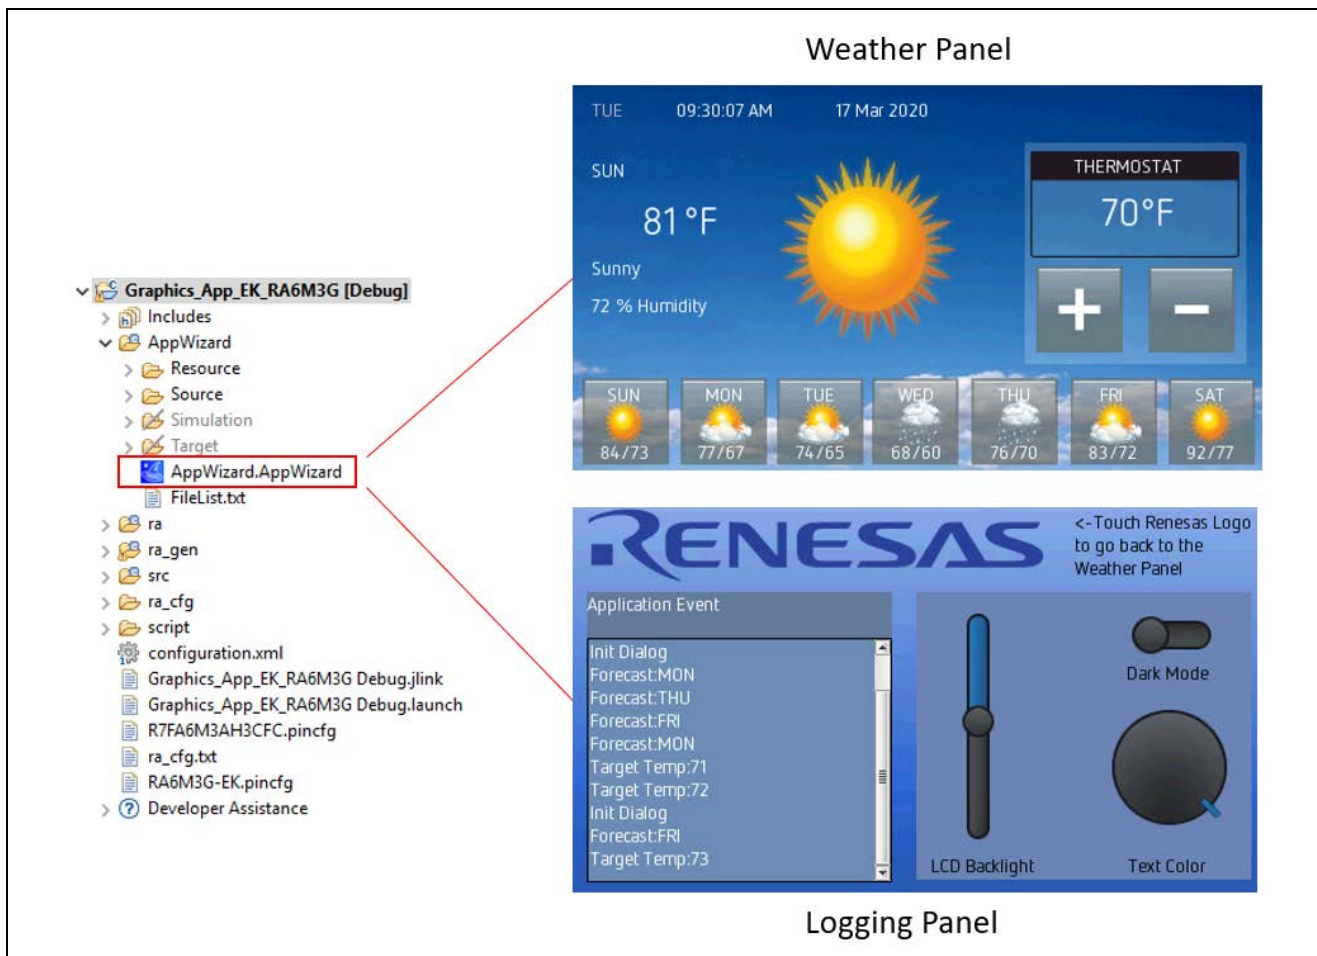 Weather Panel
TUE 09:30:07 AM 17 Mar 2020
SUN
81°F
Sunny
72 % Humidity
THERMOSTAT
70°F
+ −
SUN MON TUE WED THU FRI SAT
84/73 77/67 74/65 68/60 76/70 83/72 92/77
Graphics_App_EK_RA6M3G [Debug]
Includes
AppWizard
Resource
Source
Simulation
Target
AppWizard.AppWizard
FileList.txt
ra
ra_gen
src
ra_cfg
script
configuration.xml
Graphics_App_EK_RA6M3G Debug.jlink
Graphics_App_EK_RA6M3G Debug.launch
R7FA6M3AH3CFC.pincfg
ra_cfg.txt
RA6M3G-EK.pincfg
Developer Assistance
RENESAS
<-Touch Renesas Logo
to go back to the
Weather Panel
Application Event
Init Dialog
Forecast:MON
Forecast:THU
Forecast:FRI
Forecast:MON
Target Temp:71
Target Temp:72
Init Dialog
Forecast:FRI
Target Temp:73
LCD Backlight
Dark Mode
Text Color
Logging Panel